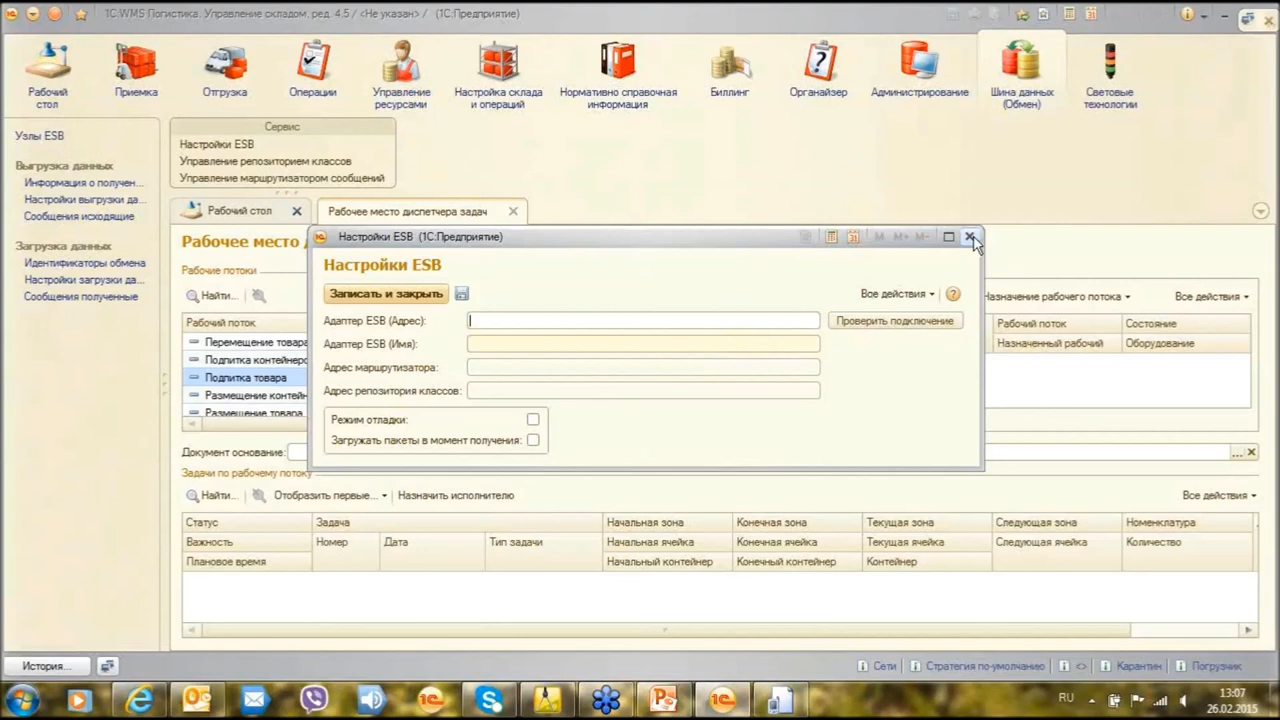 1С:WMS Логистика. Управление складом, ред. 4.5 / <Не указан> / (1С:Предприятие)
Рабочий стол
Приемка
Отгрузка
Операции
Управление ресурсами
Настройка склада и операций
Нормативно справочная информация
Биллинг
Органайзер
Администрирование
Шина данных (Обмен)
Световые технологии
Узлы ESB
Выгрузка данных
Информация о получен...
Настройки выгрузки да...
Сообщения исходящие
Загрузка данных
Идентификаторы обмена
Настройки загрузки да...
Сообщения полученные
Сервис
Настройки ESB
Управление репозиторием классов
Управление маршрутизатором сообщений
Рабочий стол
Рабочее место диспетчера задач
Рабочее место
Рабочие потоки
Найти...
Рабочий поток
Перемещение товара
Подпитка контейнеро
Подпитка товара
Размещение контейн
Размещение товара
Назначение рабочего потока
Все действия
Рабочий поток
Состояние
Назначенный рабочий
Оборудование
Настройки ESB (1С:Предприятие)
M M+ M-
Настройки ESB
Записать и закрыть
Все действия
Адаптер ESB (Адрес):
Проверить подключение
Адаптер ESB (Имя):
Адрес маршрутизатора:
Адрес репозитория классов:
Режим отладки:
Загружать пакеты в момент получения:
Документ основание:
Задачи по рабочему потоку
Найти...
Отобразить первые...
Назначить исполнителю
Все действия
Статус
Задача
Начальная зона
Конечная зона
Текущая зона
Следующая зона
Номенклатура
Важность
Номер
Дата
Тип задачи
Начальная ячейка
Конечная ячейка
Текущая ячейка
Следующая ячейка
Количество
Плановое время
Начальный контейнер
Конечный контейнер
Контейнер
История...
Сети
Стратегия по-умолчанию
<>
Карантин
Погрузчик
RU
13:07
26.02.2015